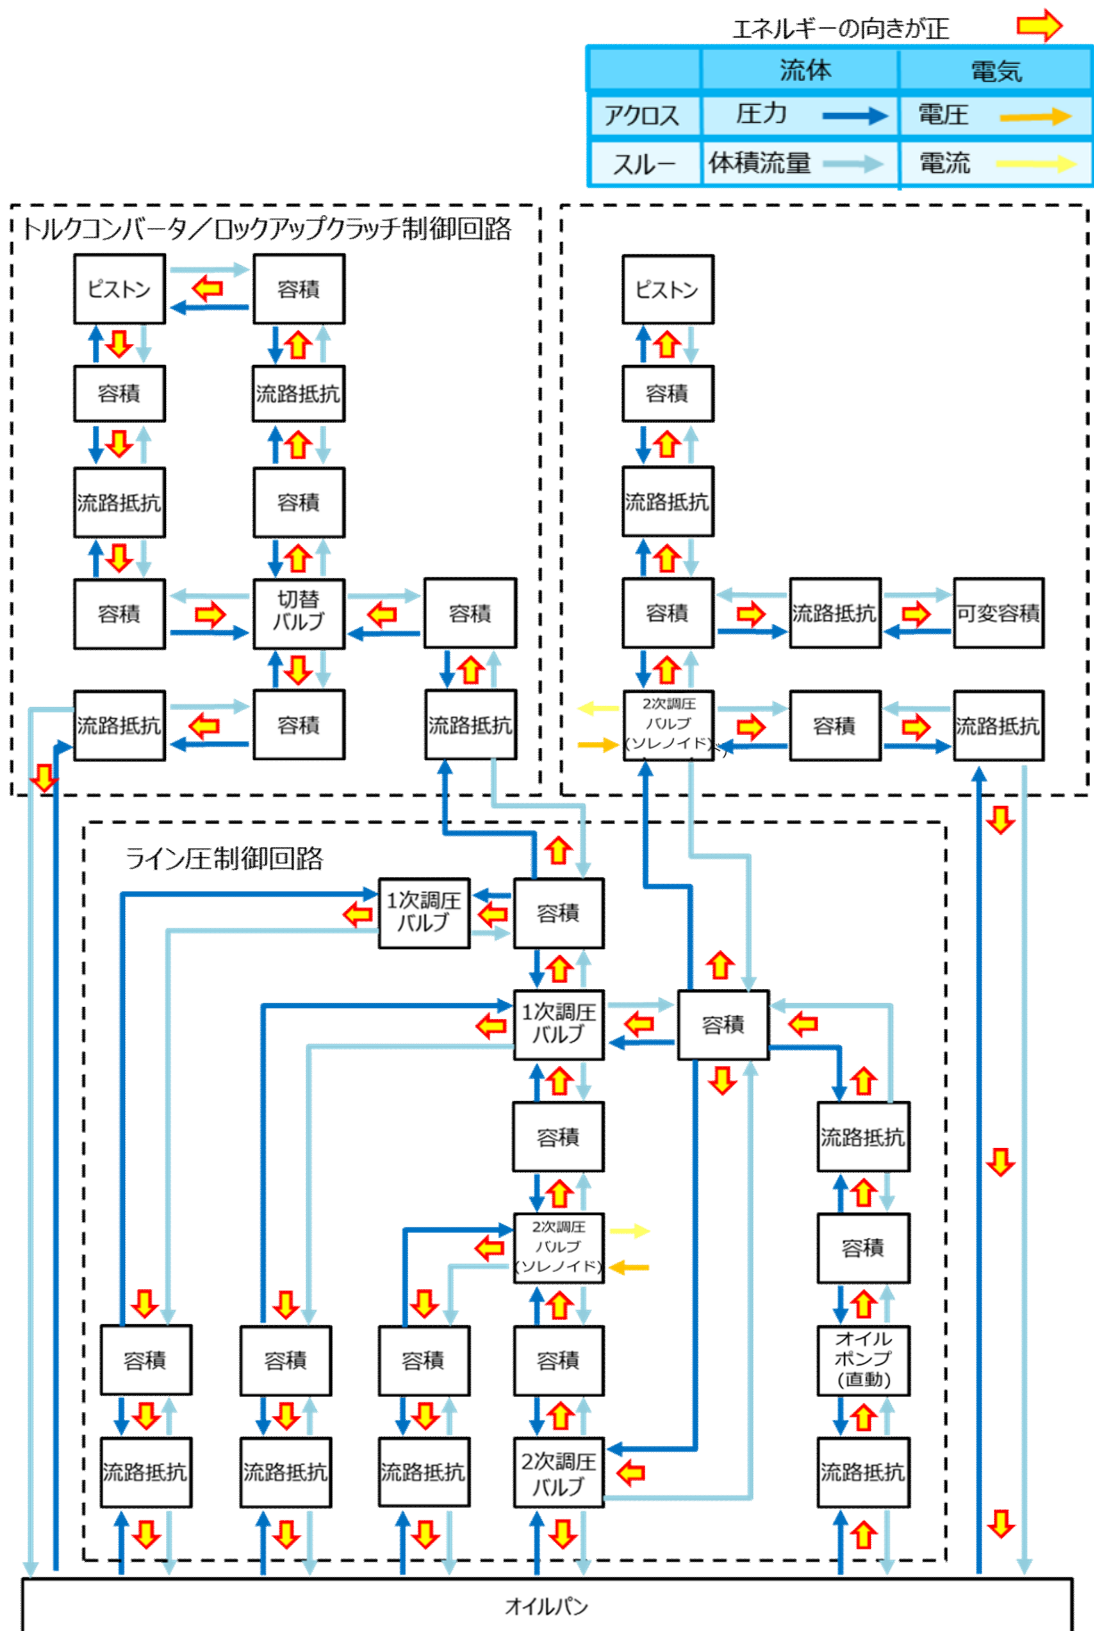 エネルギーの向きが正
流体 電気
アクロス 圧力 電圧
スルー 体積流量 電流
トルクコンバータ／ロックアップクラッチ制御回路
ピストン 容積
容積 流路抵抗
流路抵抗 容積
容積
切替
バルブ
容積
流路抵抗 容積 流路抵抗
ピストン
容積
流路抵抗
容積 流路抵抗 可変容積
2次調圧
バルブ
(ソレノイド)
容積 流路抵抗
ライン圧制御回路
1次調圧
バルブ
容積
1次調圧
バルブ
容積
容積 流路抵抗
2次調圧
バルブ
(ソレノイド)
容積
容積 容積 容積 容積
オイル
ポンプ
(直動)
流路抵抗 流路抵抗 流路抵抗
2次調圧
バルブ
流路抵抗
オイルパン